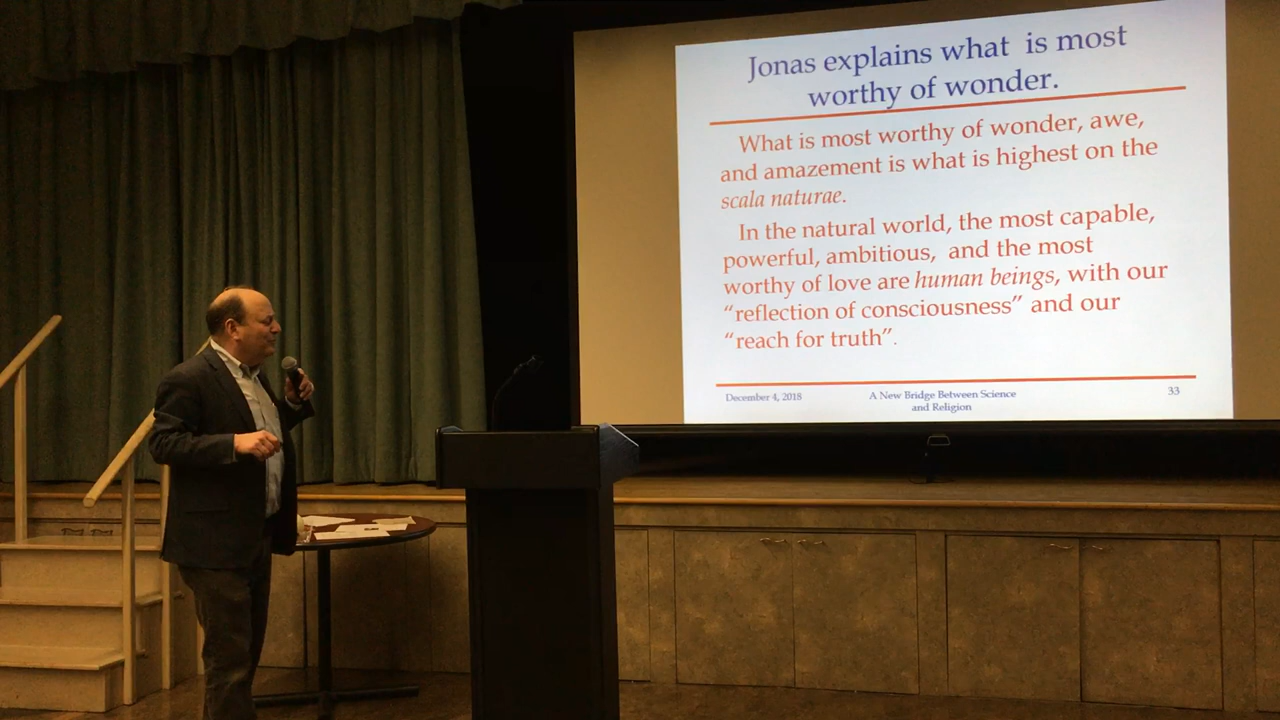 Jonas explains what is most
worthy of wonder.
What is most worthy of wonder, awe,
and amazement is what is highest on the
scala naturae.
In the natural world, the most capable,
powerful, ambitious, and the most
worthy of love are human beings, with our
“reflection of consciousness” and our
“reach for truth”.
December 4, 2018
A New Bridge Between Science
and Religion
33